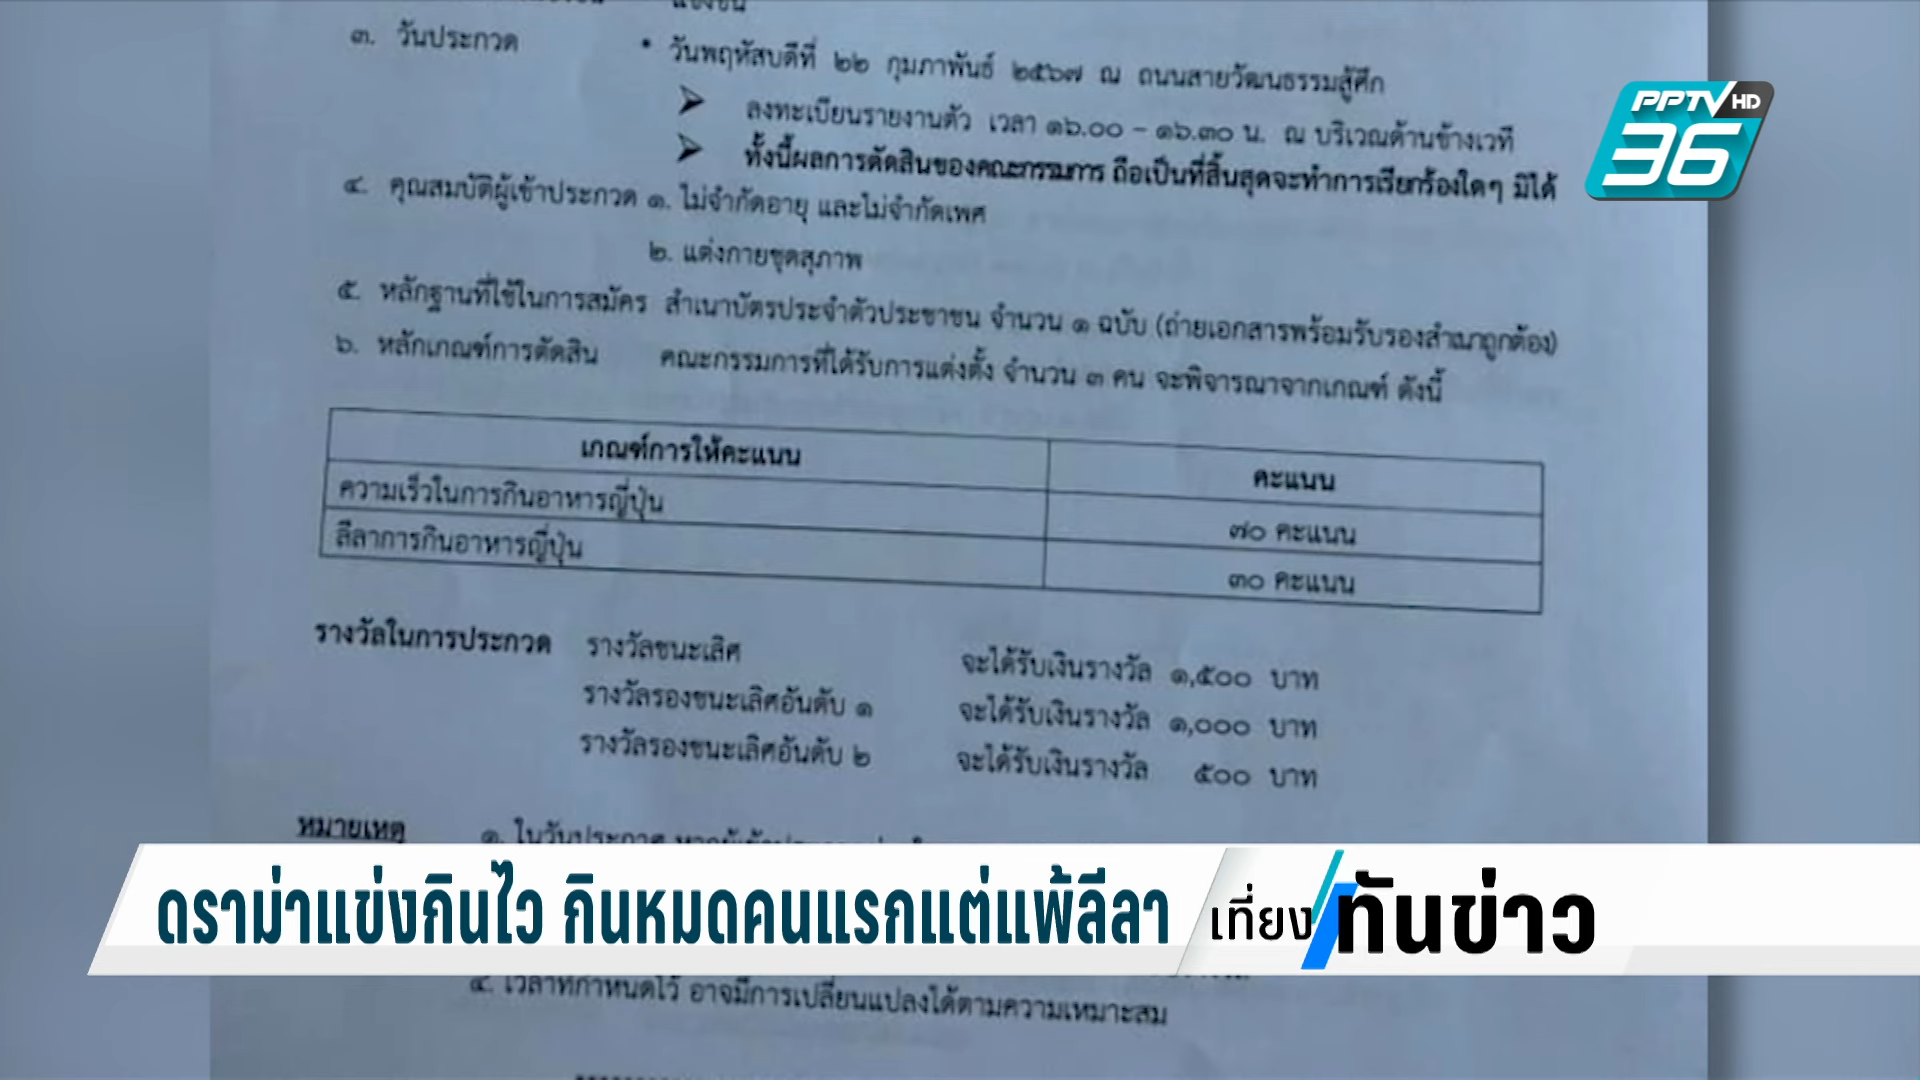 ๓. วันประกวด • วันพฤหัสบดีที่ ๒๒ กุมภาพันธ์ ๒๕๖๗ ณ ถนนสายวัฒนธรรมสู้ศึก
➢ ลงทะเบียนรายงานตัว เวลา ๑๖.๐๐ – ๑๖.๓๐ น. ณ บริเวณด้านข้างเวที
➢ ทั้งนี้ผลการตัดสินของคณะกรรมการ ถือเป็นที่สิ้นสุดจะทำการเรียกร้องใดๆ มิได้
๔. คุณสมบัติผู้เข้าประกวด ๑. ไม่จำกัดอายุ และไม่จำกัดเพศ
๒. แต่งกายชุดสุภาพ
๕. หลักฐานที่ใช้ในการสมัคร สำเนาบัตรประจำตัวประชาชน จำนวน ๑ ฉบับ (ถ่ายเอกสารพร้อมรับรองสำเนาถูกต้อง)
๖. หลักเกณฑ์การตัดสิน คณะกรรมการที่ได้รับการแต่งตั้ง จำนวน ๓ คน จะพิจารณาจากเกณฑ์ ดังนี้
เกณฑ์การให้คะแนน คะแนน
ความเร็วในการกินอาหารญี่ปุ่น ๗๐ คะแนน
ลีลาการกินอาหารญี่ปุ่น ๓๐ คะแนน
รางวัลในการประกวด รางวัลชนะเลิศ จะได้รับเงินรางวัล ๑,๕๐๐ บาท
รางวัลรองชนะเลิศอันดับ ๑ จะได้รับเงินรางวัล ๑,๐๐๐ บาท
รางวัลรองชนะเลิศอันดับ ๒ จะได้รับเงินรางวัล ๕๐๐ บาท
หมายเหตุ ๑. ในวันประกาศ
๔. เวลาที่กำหนดไว้ อาจมีการเปลี่ยนแปลงได้ตามความเหมาะสม
PPTV HD
36
ดราม่าแข่งกินไว กินหมดคนแรกแต่แพ้ลีลา
เที่ยงทันข่าว